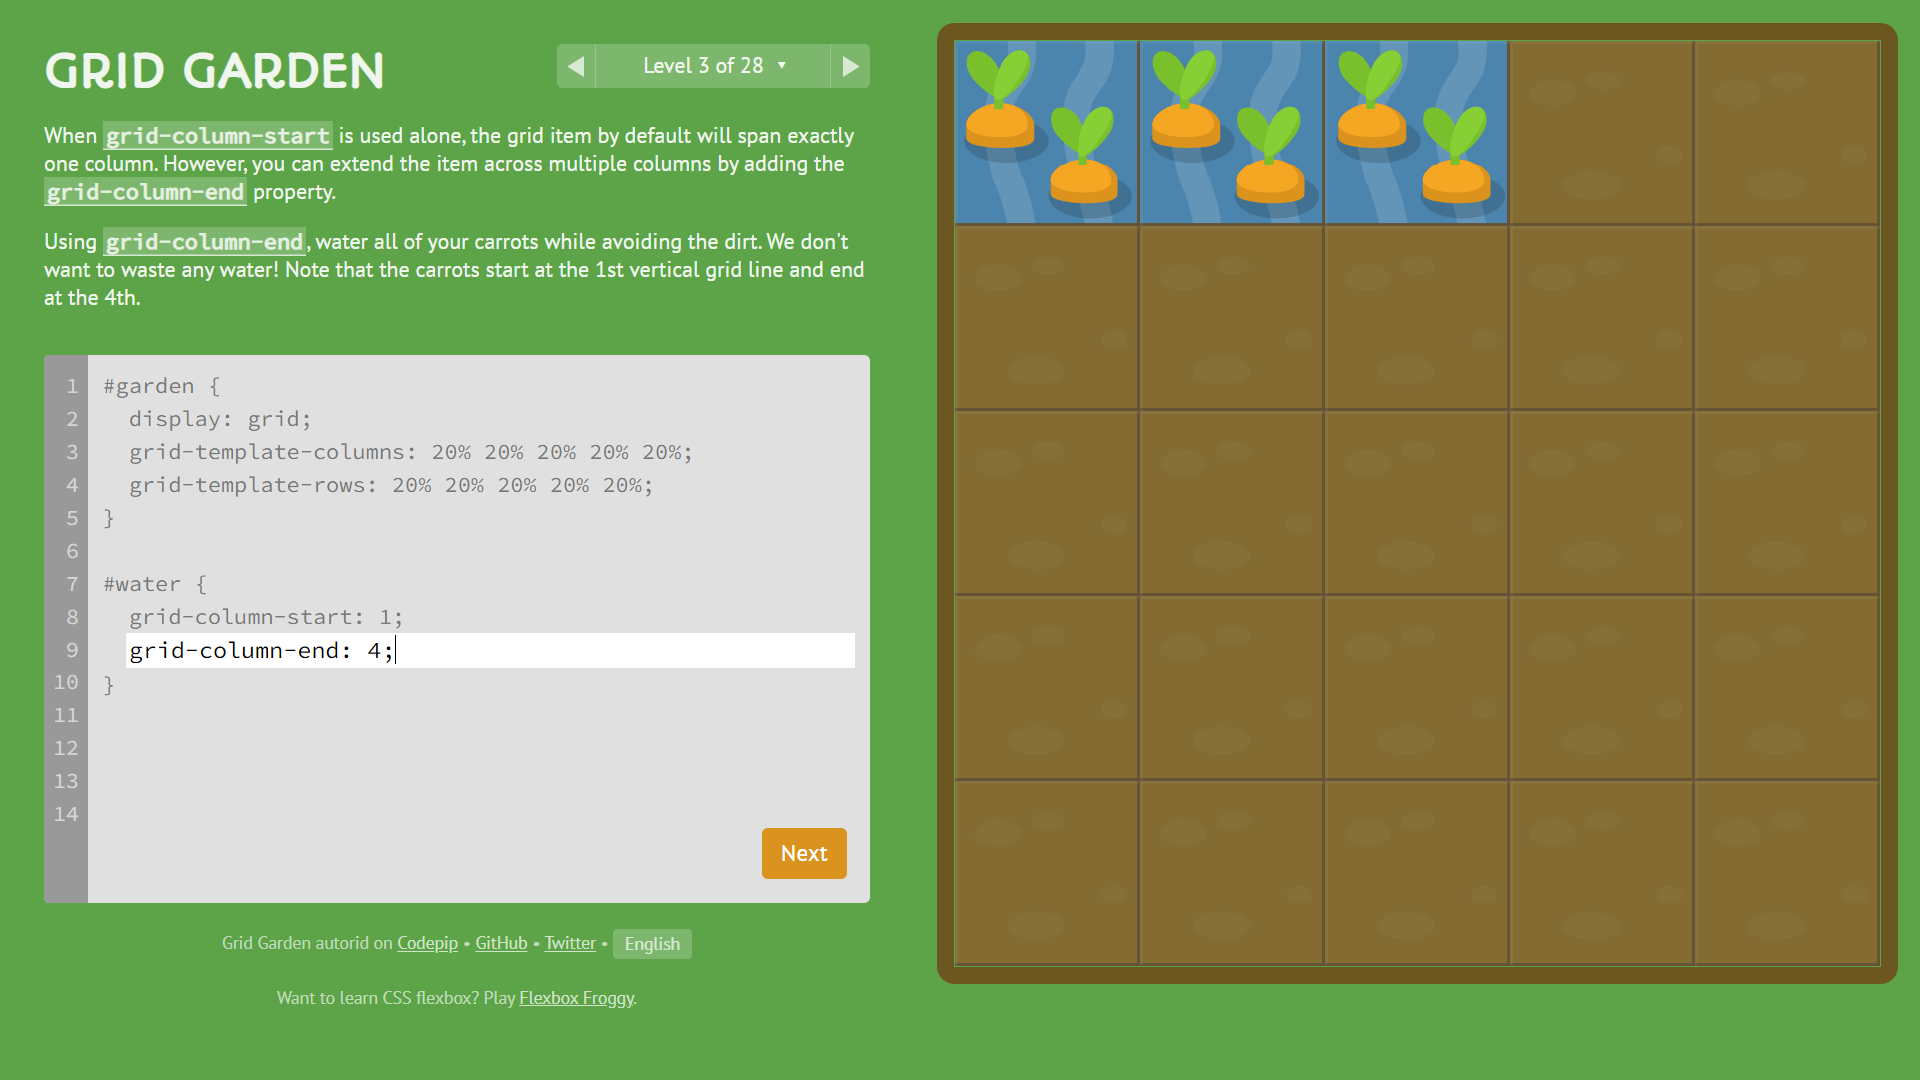 GRID GARDEN
Level 3 of 28 ▼
When grid-column-start is used alone, the grid item by default will span exactly
one column. However, you can extend the item across multiple columns by adding the
grid-column-end property.
Using grid-column-end, water all of your carrots while avoiding the dirt. We don't
want to waste any water! Note that the carrots start at the 1st vertical grid line and end
at the 4th.
1 #garden {
2 display: grid;
3 grid-template-columns: 20% 20% 20% 20% 20%;
4 grid-template-rows: 20% 20% 20% 20% 20%;
5 }
6
7 #water {
8 grid-column-start: 1;
9 grid-column-end: 4;
10 }
11
12
13
14
Next
Grid Garden autorid on Codepip • GitHub • Twitter • English
Want to learn CSS flexbox? Play Flexbox Froggy.